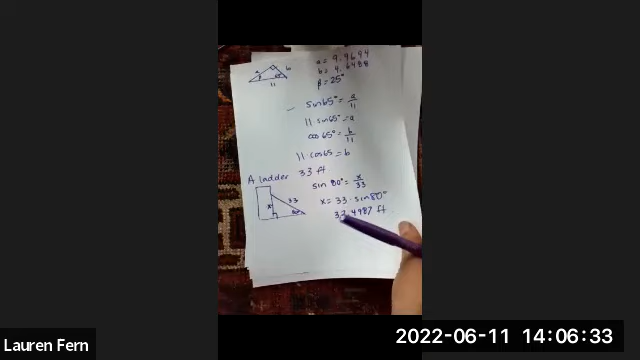 a = 9.9694
b = 4.6488
β = 25°
a
b
β
65°
11
sin 65° = a/11
11 · sin 65° = a
cos 65° = b/11
11 cos 65 = b
A ladder 33 ft
sin 80° = x/33
x
33
80°
x = 33 · sin 80°
32.4987 ft
Lauren Fern
2022-06-11 14:06:33